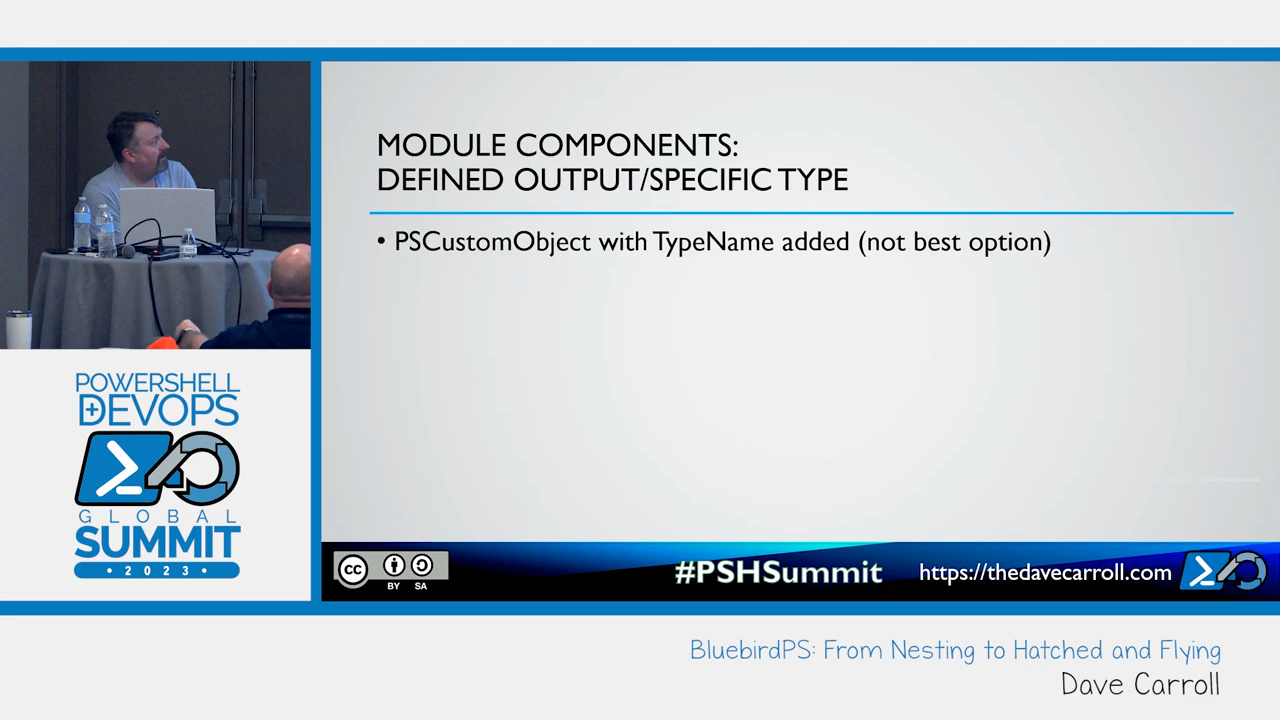 MODULE COMPONENTS:
DEFINED OUTPUT/SPECIFIC TYPE
• PSCustomObject with TypeName added (not best option)
POWERSHELL
+DEVOPS
GLOBAL
SUMMIT
• 2023 •
cc
BY SA
#PSHSummit
https://thedavecarroll.com
BluebirdPS: From Nesting to Hatched and Flying
Dave Carroll